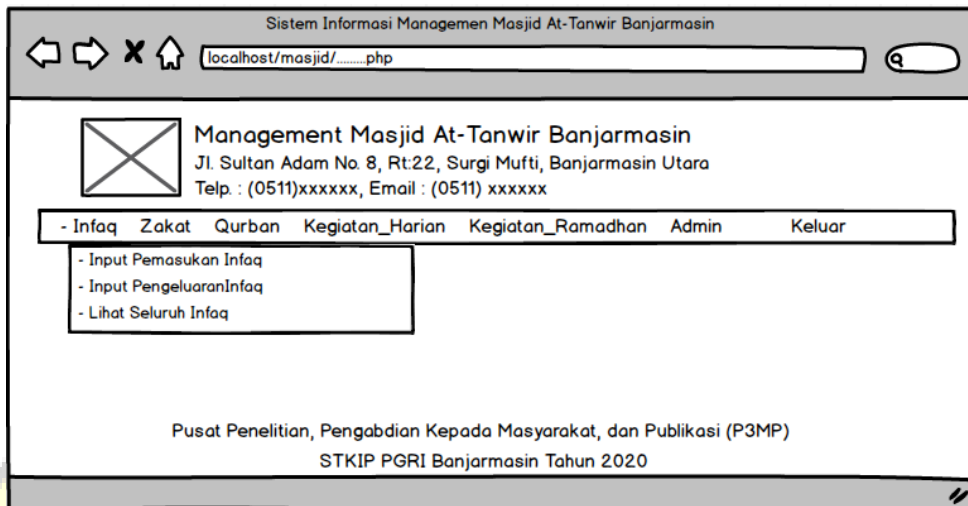 Sistem Informasi Managemen Masjid At-Tanwir Banjarmasin
localhost/masjid/.........php
Management Masjid At-Tanwir Banjarmasin
Jl. Sultan Adam No. 8, Rt:22, Surgi Mufti, Banjarmasin Utara
Telp. : (0511)xxxxxx, Email : (0511) xxxxxx
- Infaq Zakat Qurban Kegiatan_Harian Kegiatan_Ramadhan Admin Keluar
- Input Pemasukan Infaq
- Input PengeluaranInfaq
- Lihat Seluruh Infaq
Pusat Penelitian, Pengabdian Kepada Masyarakat, dan Publikasi (P3MP)
STKIP PGRI Banjarmasin Tahun 2020